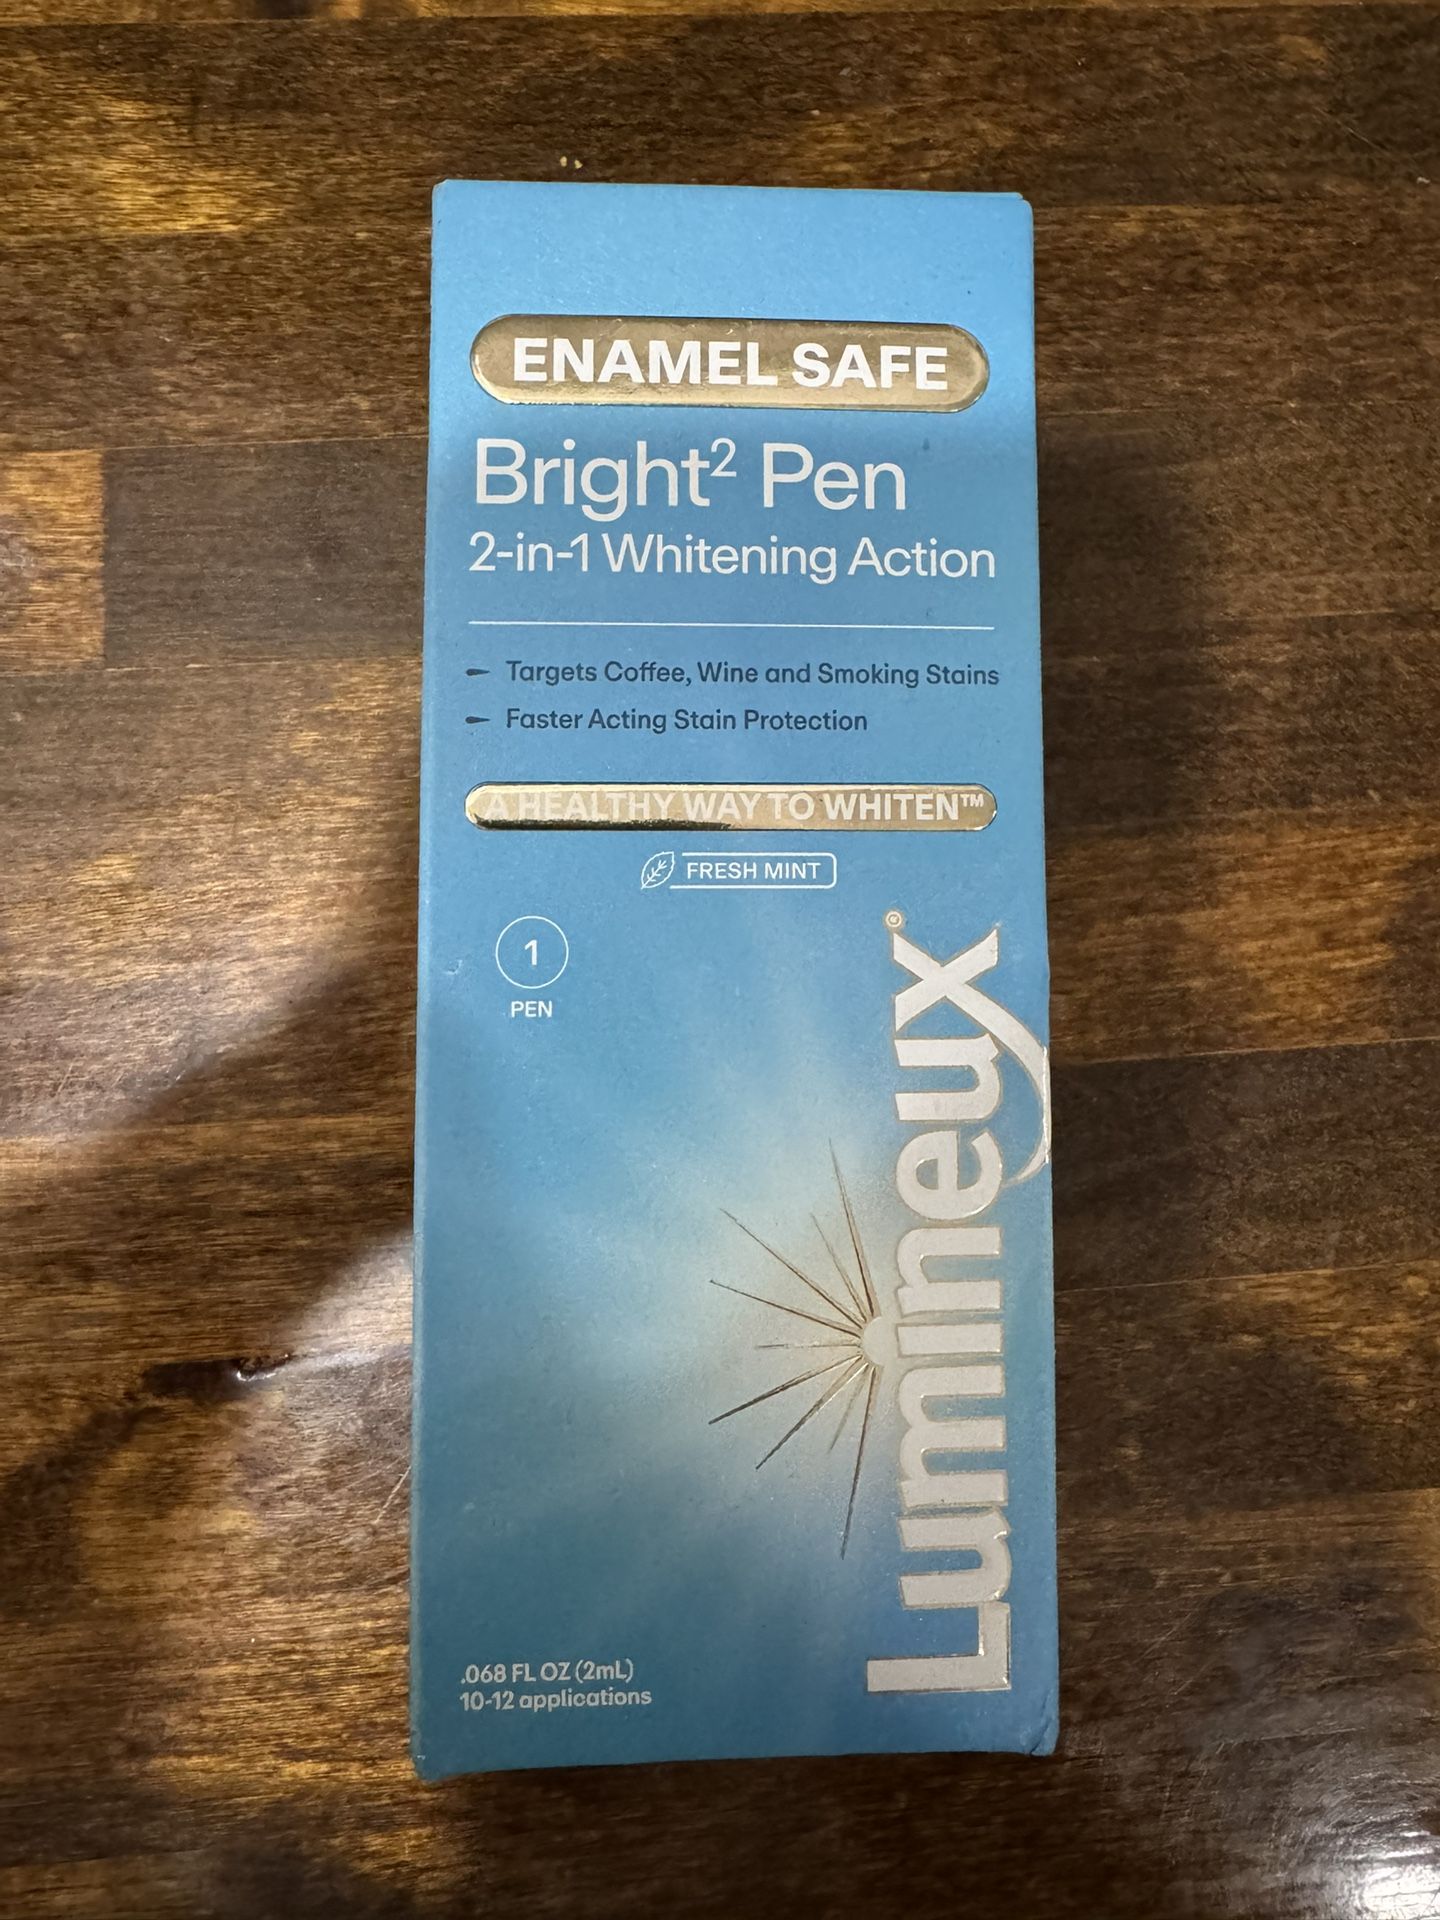 ENAMEL SAFE
Bright² Pen
2-in-1 Whitening Action
Targets Coffee, Wine and Smoking Stains
Faster Acting Stain Protection
A HEALTHY WAY TO WHITEN™
FRESH MINT
1
PEN
Lumineux®
.068 FL OZ (2mL)
10-12 applications